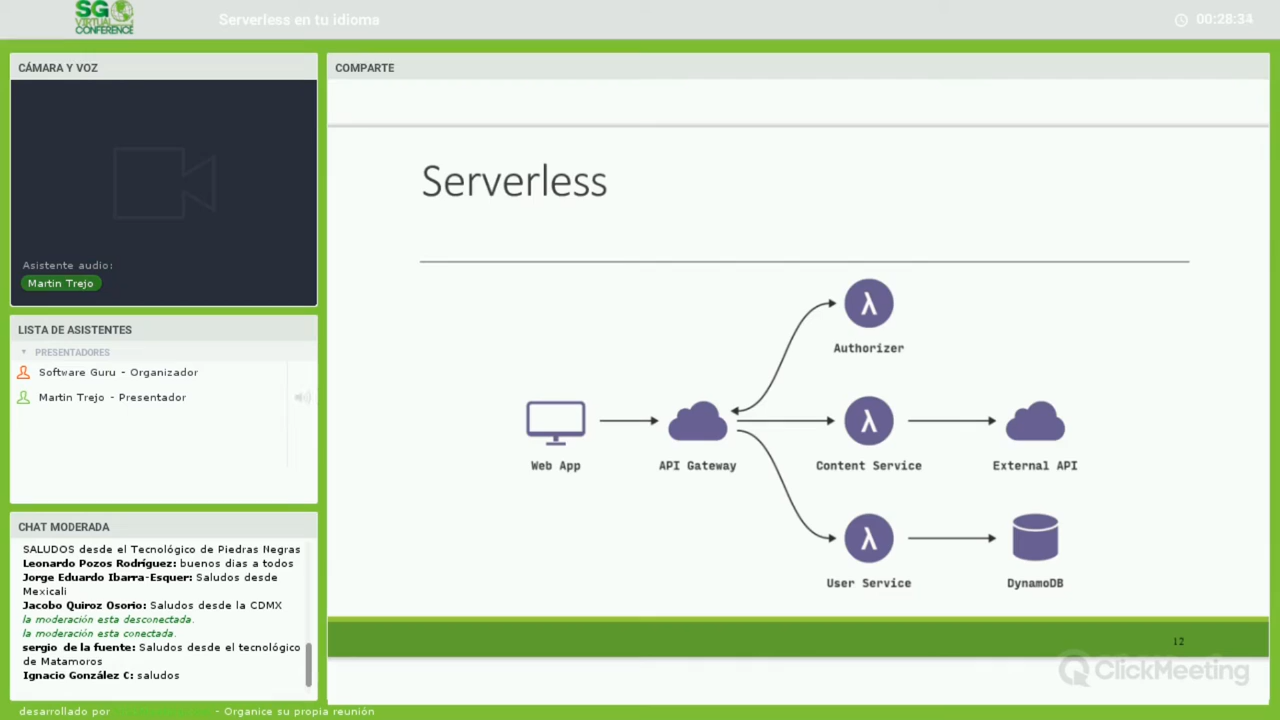 SG
VIRTUAL
CONFERENCE
Serverless en tu idioma
00:28:34
CÁMARA Y VOZ
Asistente audio:
Martin Trejo
LISTA DE ASISTENTES
PRESENTADORES
Software Guru - Organizador
Martin Trejo - Presentador
CHAT MODERADA
SALUDOS desde el Tecnológico de Piedras Negras
Leonardo Pozos Rodríguez: buenos dias a todos
Jorge Eduardo Ibarra-Esquer: Saludos desde
Mexicali
Jacobo Quiroz Osorio: Saludos desde la CDMX
la moderación esta desconectada.
la moderación esta conectada.
sergio de la fuente: Saludos desde el tecnológico
de Matamoros
Ignacio González C: saludos
desarrollado por - Organice su propia reunión
COMPARTE
Serverless
λ
Authorizer
Web App
API Gateway
λ
Content Service
External API
λ
User Service
DynamoDB
12
ClickMeeting